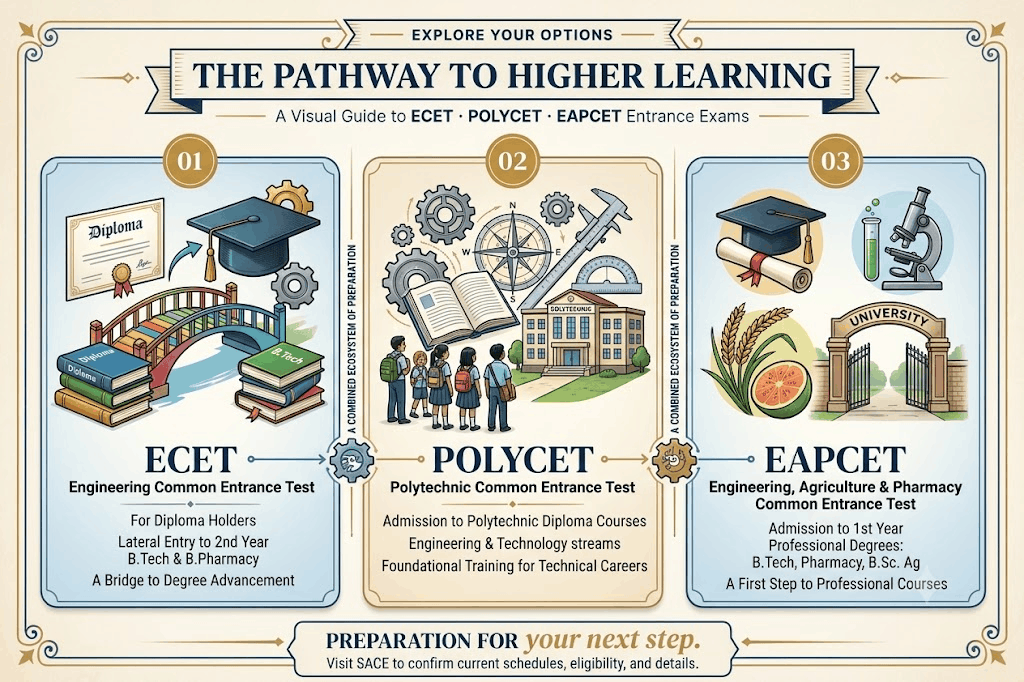 EXPLORE YOUR OPTIONS
THE PATHWAY TO HIGHER LEARNING
A Visual Guide to ECET · POLYCET · EAPCET Entrance Exams
01
Diploma
Diploma
Diploma
B.Tech
ECET
Engineering Common Entrance Test
For Diploma Holders
Lateral Entry to 2nd Year
B.Tech & B.Pharmacy
A Bridge to Degree Advancement
A COMBINED ECOSYSTEM OF PREPARATION
02
N
W
E
S
POLYCET
Polytechnic Common Entrance Test
Admission to Polytechnic Diploma Courses
Engineering & Technology streams
Foundational Training for Technical Careers
A COMBINED ECOSYSTEM OF PREPARATION
03
UNIVERSITY
EAPCET
Engineering, Agriculture & Pharmacy
Common Entrance Test
Admission to 1st Year
Professional Degrees:
B.Tech, Pharmacy, B.Sc. Ag
A First Step to Professional Courses
PREPARATION FOR your next step.
Visit SACE to confirm current schedules, eligibility, and details.